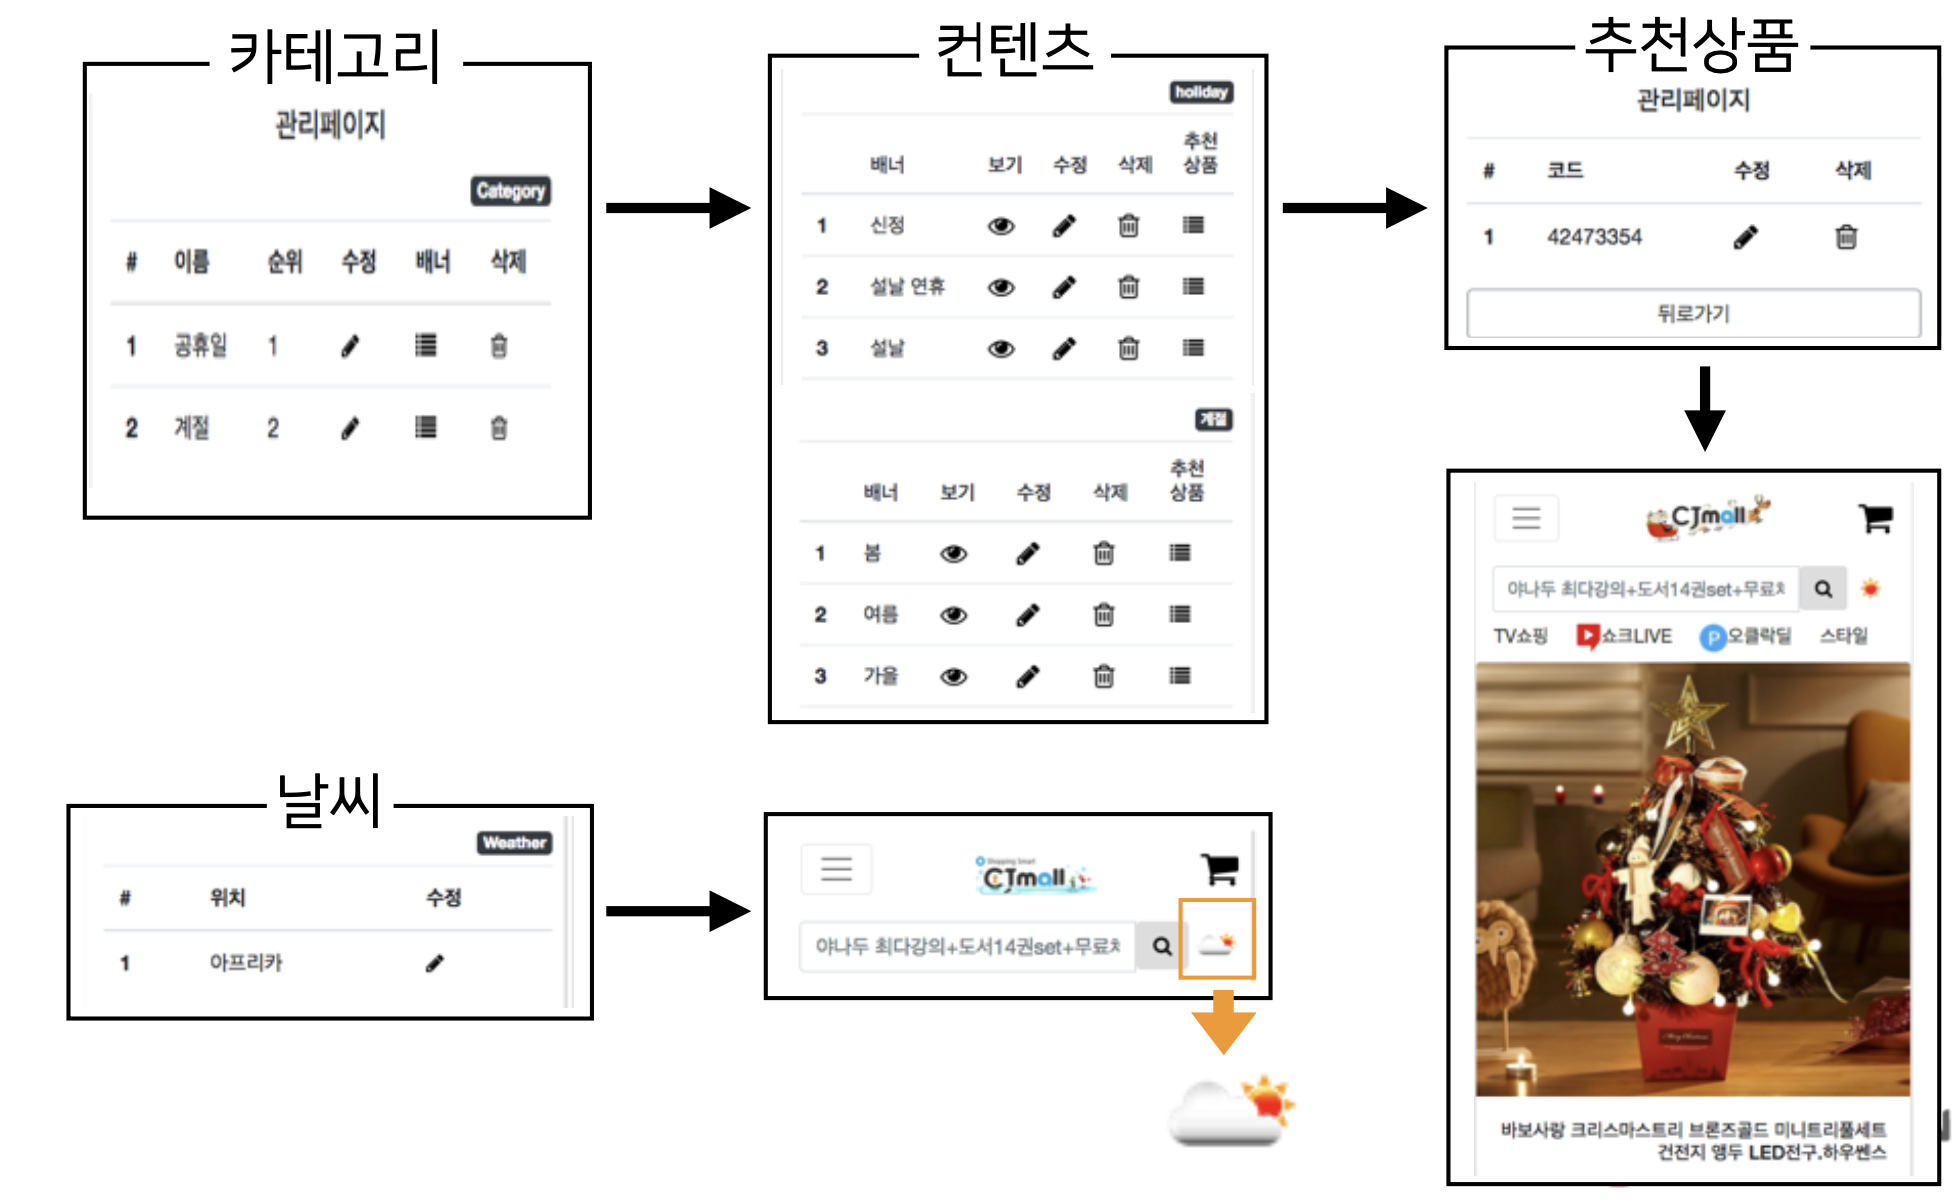 카테고리
관리페이지
Category
# 이름 순위 수정 배너 삭제
1 공휴일 1
2 계절 2
컨텐츠
holiday
배너 보기 수정 삭제 추천
상품
1 신정
2 설날 연휴
3 설날
계절
배너 보기 수정 삭제 추천
상품
1 봄
2 여름
3 가을
추천상품
관리페이지
# 코드 수정 삭제
1 42473354
뒤로가기
CJmall
야나두 최다강의+도서14권set+무료체
TV쇼핑 쇼크LIVE P 오클락딜 스타일
바보사랑 크리스마스트리 브론즈골드 미니트리풀세트
건전지 앵두 LED전구.하우쎈스
날씨
Weather
# 위치 수정
1 아프리카
Shopping Smart
CJmall
야나두 최다강의+도서14권set+무료체